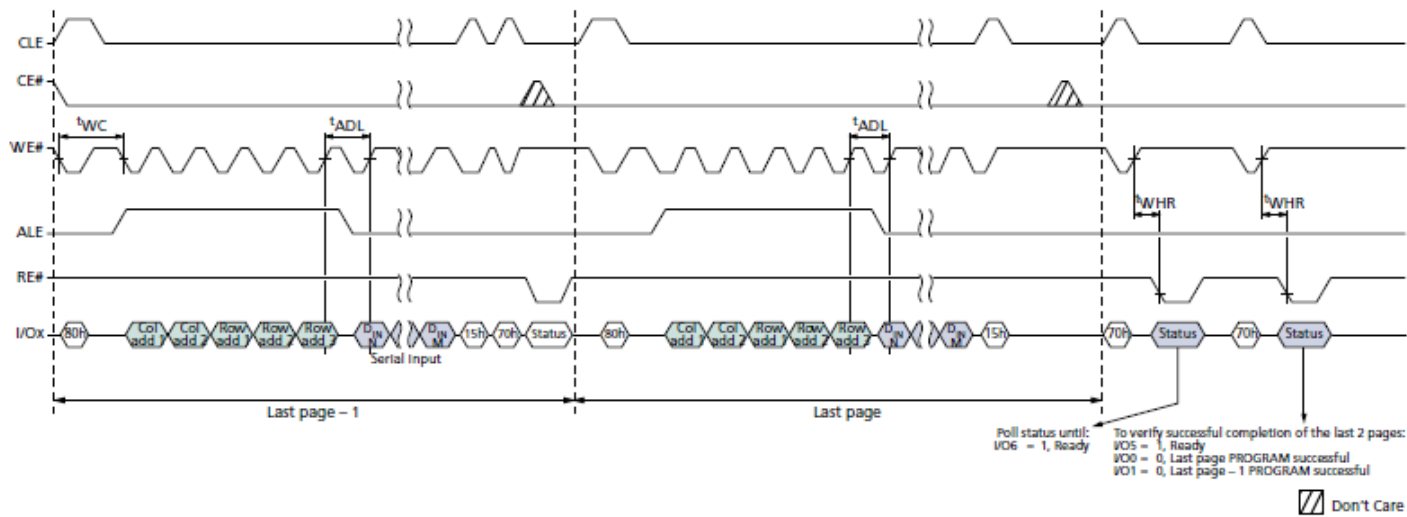 CLE
CE#
tWC
tADL
tADL
WE#
tWHR
tWHR
ALE
RE#
I/Ox
80h
Col add 1
Col add 2
Row add 1
Row add 2
Row add 3
DIN N
DIN M
15h
70h
Status
80h
Col add 1
Col add 2
Row add 1
Row add 2
Row add 3
DIN N
DIN M
15h
70h
Status
70h
Status
Serial input
Last page – 1
Last page
Poll status until:
I/O6 = 1, Ready
To verify successful completion of the last 2 pages:
I/O5 = 1, Ready
I/O0 = 0, Last page PROGRAM successful
I/O1 = 0, Last page – 1 PROGRAM successful
Don't Care